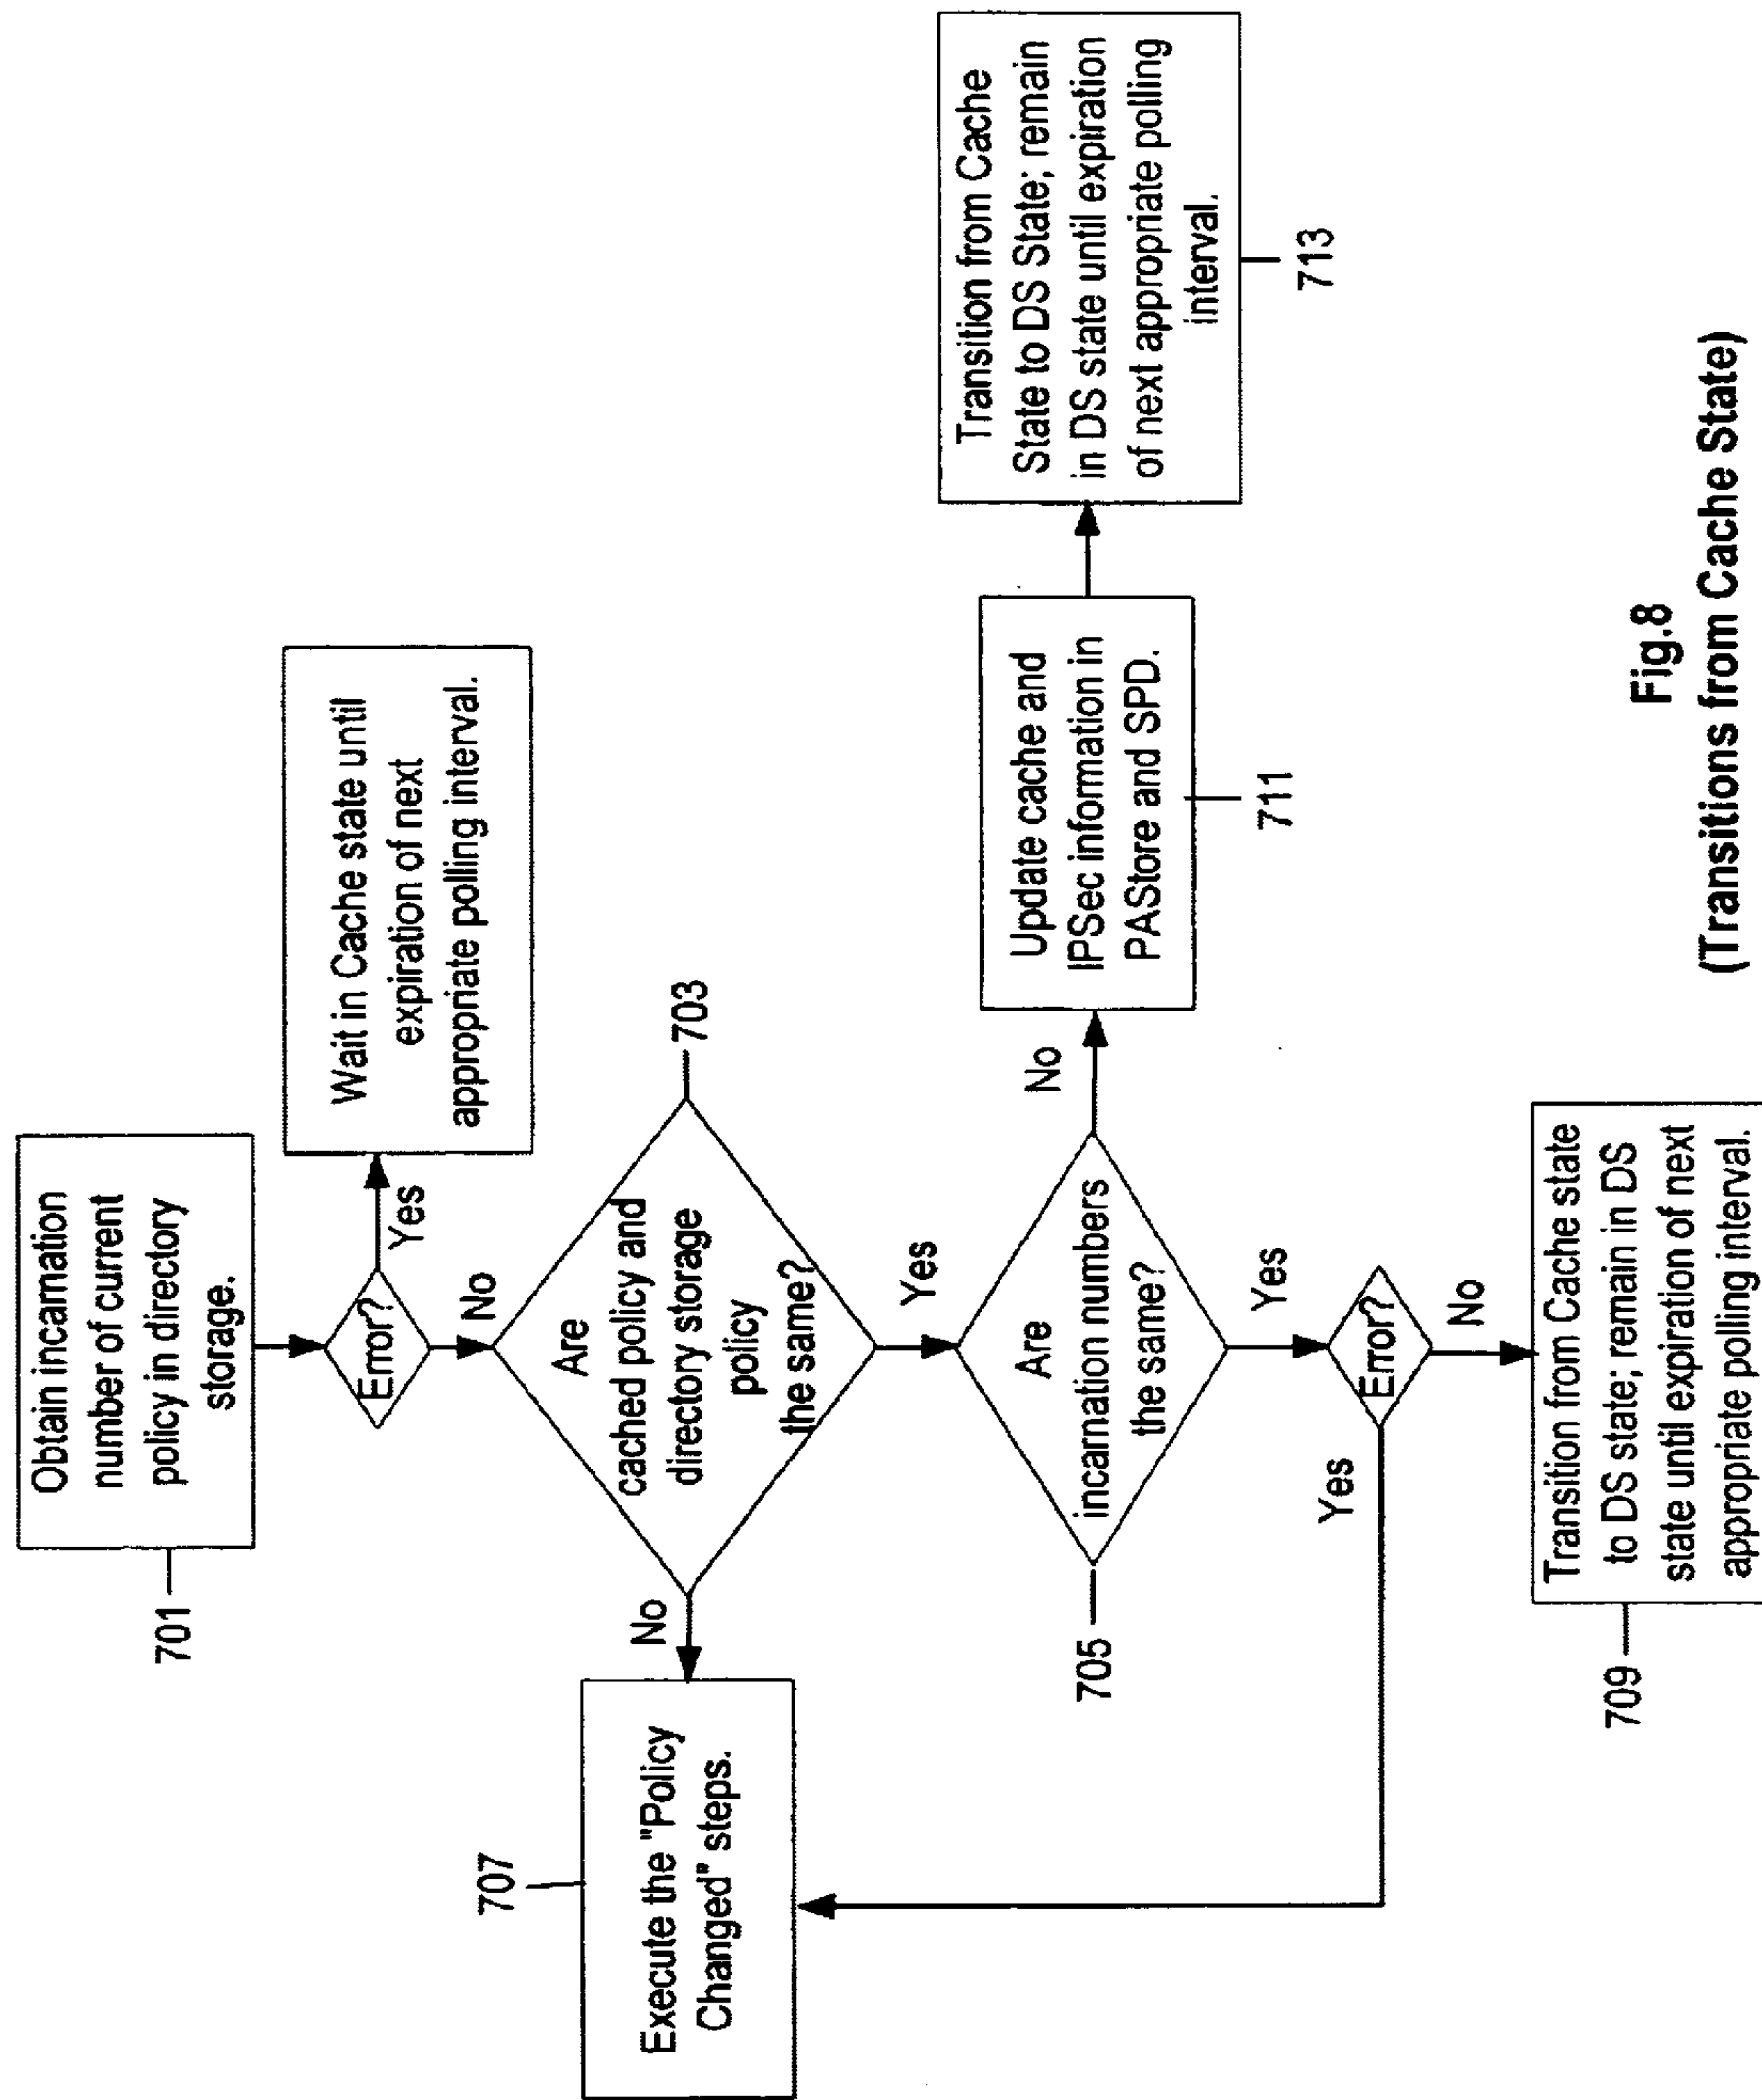 Obtain incarnation
number of current
policy in directory
storage.
701
Error?
Yes
Wait in Cache state until
expiration of next
appropriate polling interval.
No
Are
cached policy and
directory storage
policy
the same?
703
No
Execute the "Policy
Changed" steps.
707
Yes
Are
incarnation numbers
the same?
705
No
Update cache and
IPSec information in
PAStore and SPD.
711
Transition from Cache
State to DS State; remain
in DS state until expiration
of next appropriate polling
interval.
713
Yes
Error?
Yes
No
Transition from Cache state
to DS state; remain in DS
state until expiration of next
appropriate polling interval.
709
Fig.8
(Transitions from Cache State)